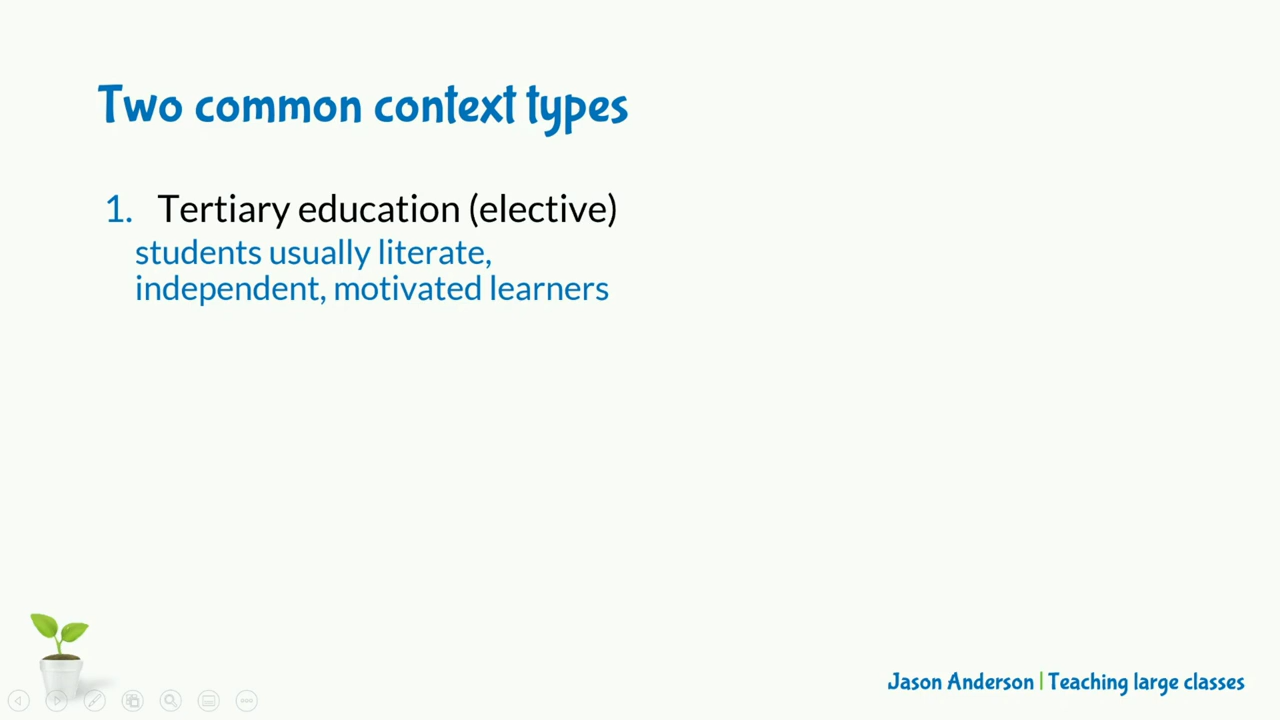 Two common context types
1. Tertiary education (elective)
students usually literate,
independent, motivated learners
Jason Anderson | Teaching large classes